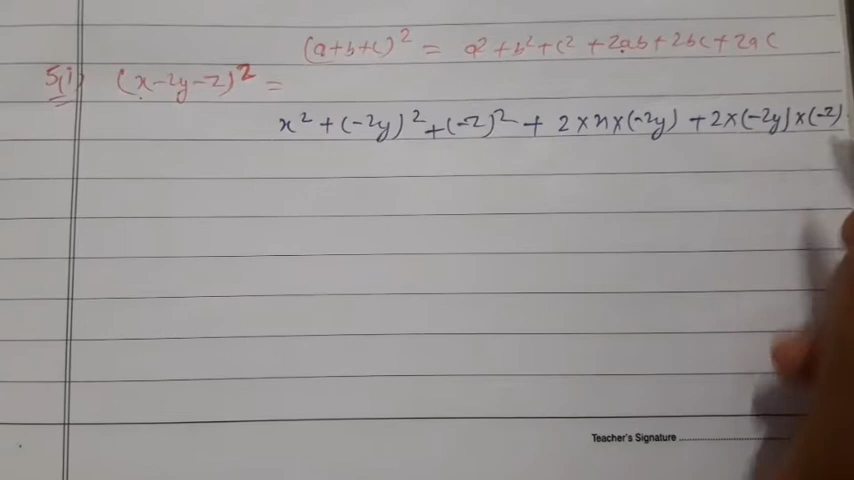 (a+b+c)² = a²+b²+c² +2ab+2bc+2ac
5(i) (x-2y-z)² =
x² +(-2y)² +(-z)² + 2×x×(-2y) +2×(-2y)×(-z)
Teacher's Signature